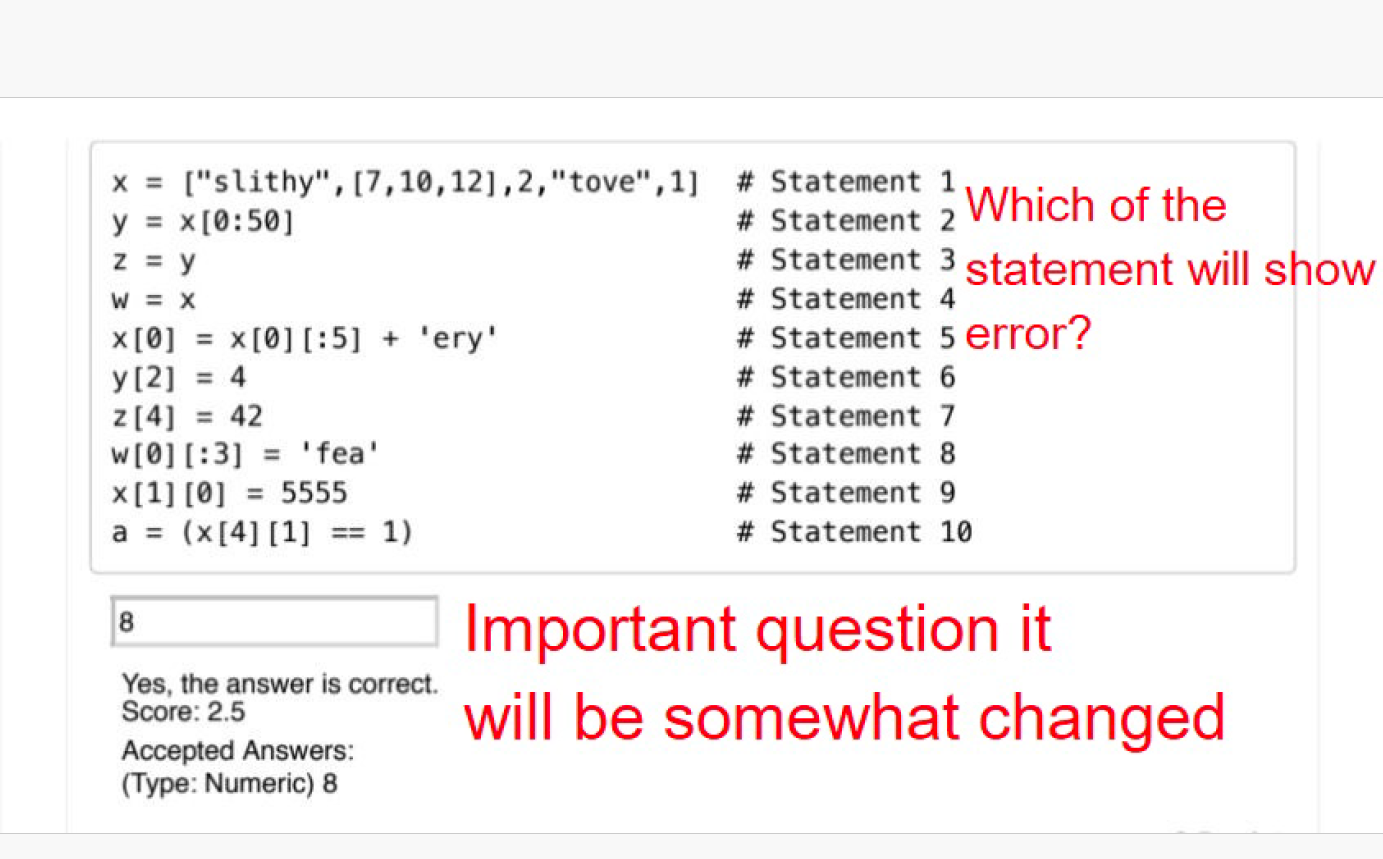 x = ["slithy",[7,10,12],2,"tove",1]  # Statement 1
y = x[0:50]  # Statement 2
z = y  # Statement 3
w = x  # Statement 4
x[0] = x[0][:5] + 'ery'  # Statement 5
y[2] = 4  # Statement 6
z[4] = 42  # Statement 7
w[0][:3] = 'fea'  # Statement 8
x[1][0] = 5555  # Statement 9
a = (x[4][1] == 1)  # Statement 10
Which of the
statement will show
error?
8
Important question it
will be somewhat changed
Yes, the answer is correct.
Score: 2.5
Accepted Answers:
(Type: Numeric) 8